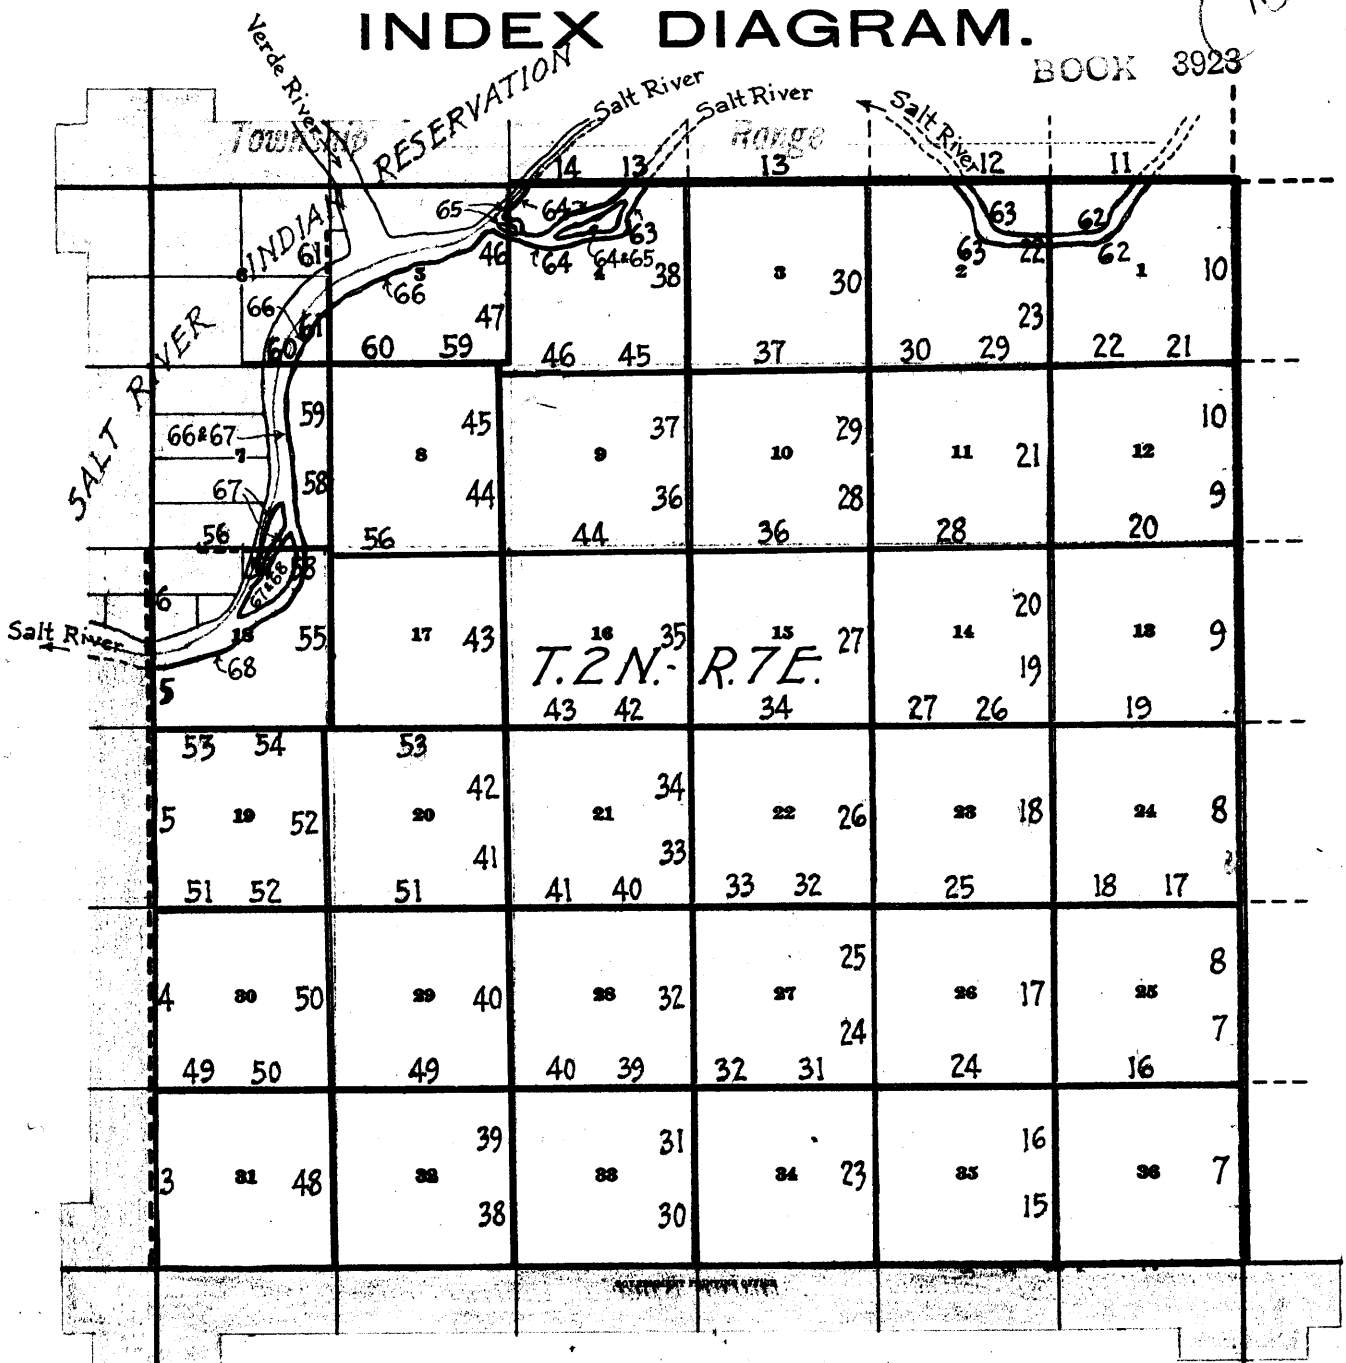 INDEX DIAGRAM.
BOOK 3923
Verde River
RESERVATION
Salt River
Salt River
Salt River
Township
Range
14 13 13 12 11
INDIAN
65 64 63 63 62
61 46 64 64&65 63 22 62
6 5 4 38 3 30 2 1 10
66 66 47 23
61
60 60 59 46 45 37 30 29 22 21
SALT RIVER
59 45 37 29 10
66&67
7 8 9 10 11 21 12
58 44 36 28 9
67
56 56 44 36 28 20
58
67&68
6 20
Salt River
18 55 17 43 16 35 15 27 14 13 9
T.2N.- R.7E.
68 19
5 43 42 34 27 26 19
53 54 53
42 34
5 19 52 20 21 22 26 23 18 24 8
41 33
51 52 51 41 40 33 32 25 18 17
25 8
4 30 50 29 40 28 32 27 26 17 25
24 7
49 50 49 40 39 32 31 24 16
39 31 16
3 31 48 32 33 34 23 35 36 7
38 30 15
GOVERNMENT PRINTING OFFICE